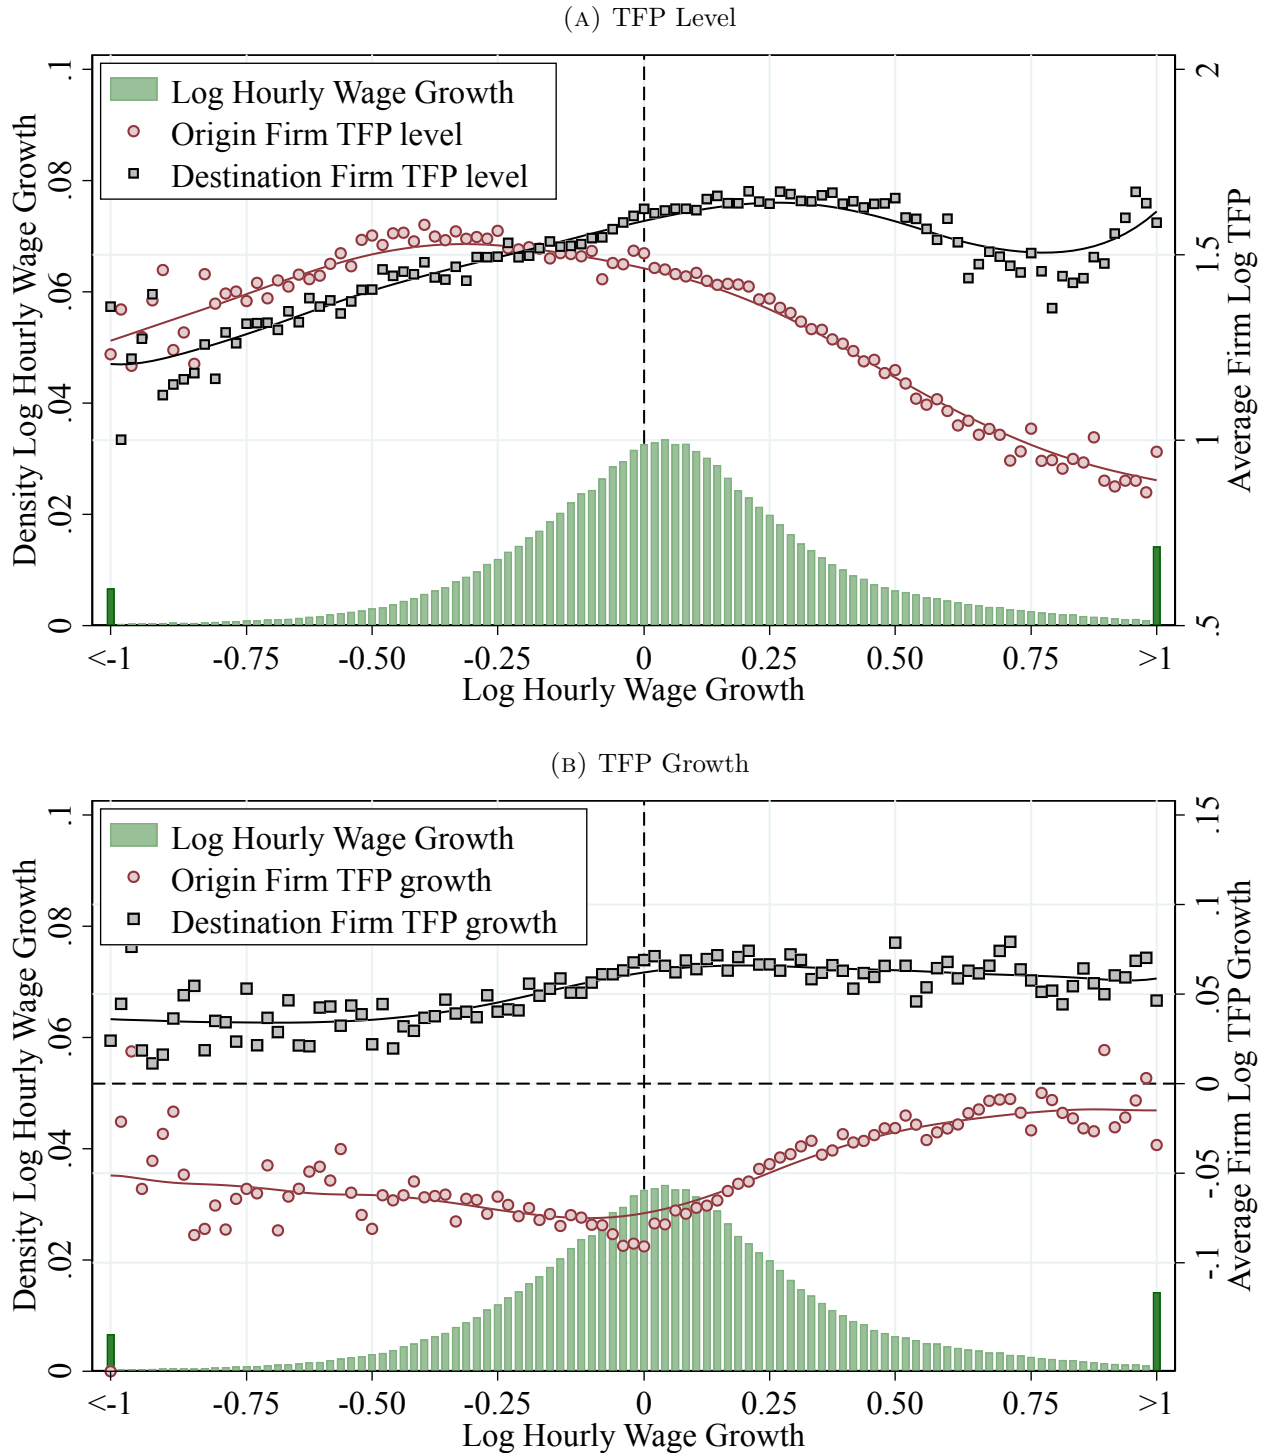 (A) TFP Level
Density Log Hourly Wage Growth
0 .02 .04 .06 .08 .1
Log Hourly Wage Growth
Origin Firm TFP level
Destination Firm TFP level
Average Firm Log TFP
.5 1 1.5 2
<-1 -0.75 -0.50 -0.25 0 0.25 0.50 0.75 >1
Log Hourly Wage Growth
(B) TFP Growth
Density Log Hourly Wage Growth
0 .02 .04 .06 .08 .1
Log Hourly Wage Growth
Origin Firm TFP growth
Destination Firm TFP growth
Average Firm Log TFP Growth
-.1 -.05 0 .05 .1 .15
<-1 -0.75 -0.50 -0.25 0 0.25 0.50 0.75 >1
Log Hourly Wage Growth